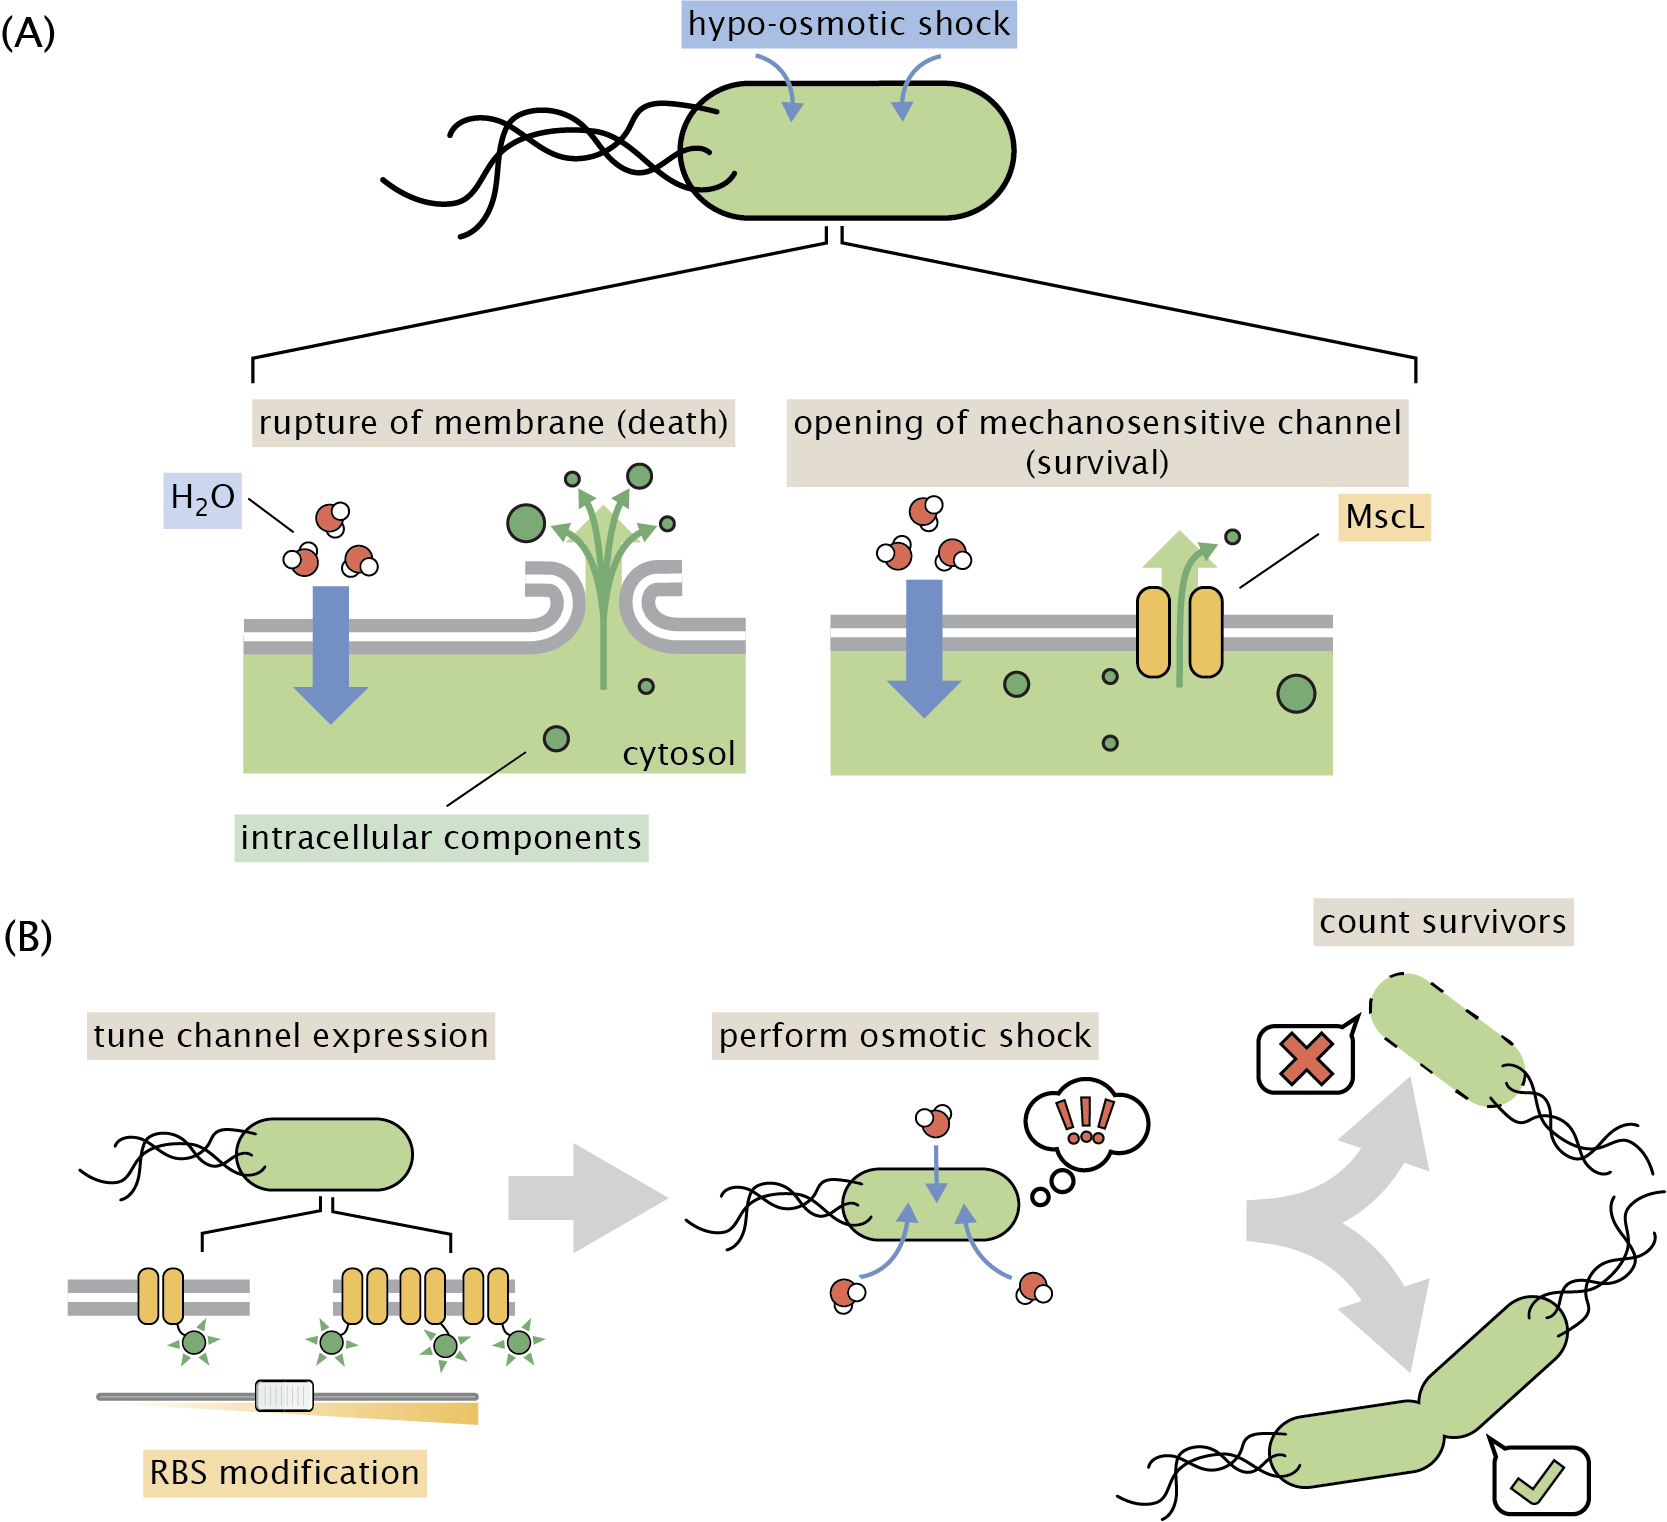 (A)
hypo-osmotic shock
rupture of membrane (death)
opening of mechanosensitive channel
(survival)
H₂O
MscL
cytosol
intracellular components
(B)
count survivors
tune channel expression
perform osmotic shock
!!!
RBS modification